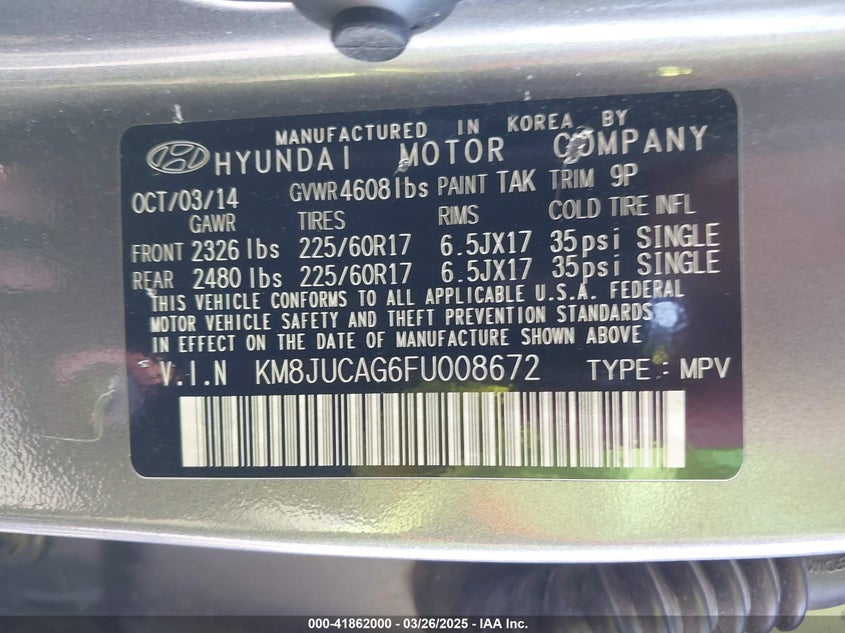 MANUFACTURED IN KOREA BY
HYUNDAI MOTOR COMPANY
OCT/03/14 GVWR 4608 lbs PAINT TAK TRIM 9P
GAWR TIRES RIMS COLD TIRE INFL
FRONT 2326 lbs 225/60R17 6.5JX17 35psi SINGLE
REAR 2480 lbs 225/60R17 6.5JX17 35psi SINGLE
THIS VEHICLE CONFORMS TO ALL APPLICABLE U.S.A. FEDERAL
MOTOR VEHICLE SAFETY AND THEFT PREVENTION STANDARDS
IN EFFECT ON THE DATE OF MANUFACTURE SHOWN ABOVE
V.I.N KM8JUCAG6FU008672 TYPE : MPV
000-41862000 | 03/26/2025 | IAA Inc.